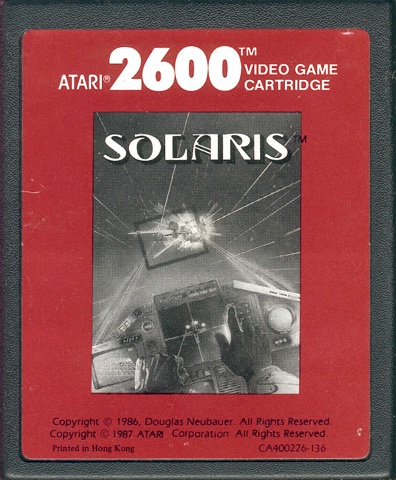 ATARI® 2600™ VIDEO GAME
CARTRIDGE
SOLARIS™
Copyright © 1986, Douglas Neubauer. All Rights Reserved.
Copyright © 1987 ATARI Corporation All Rights Reserved.
Printed in Hong Kong CA400226-136